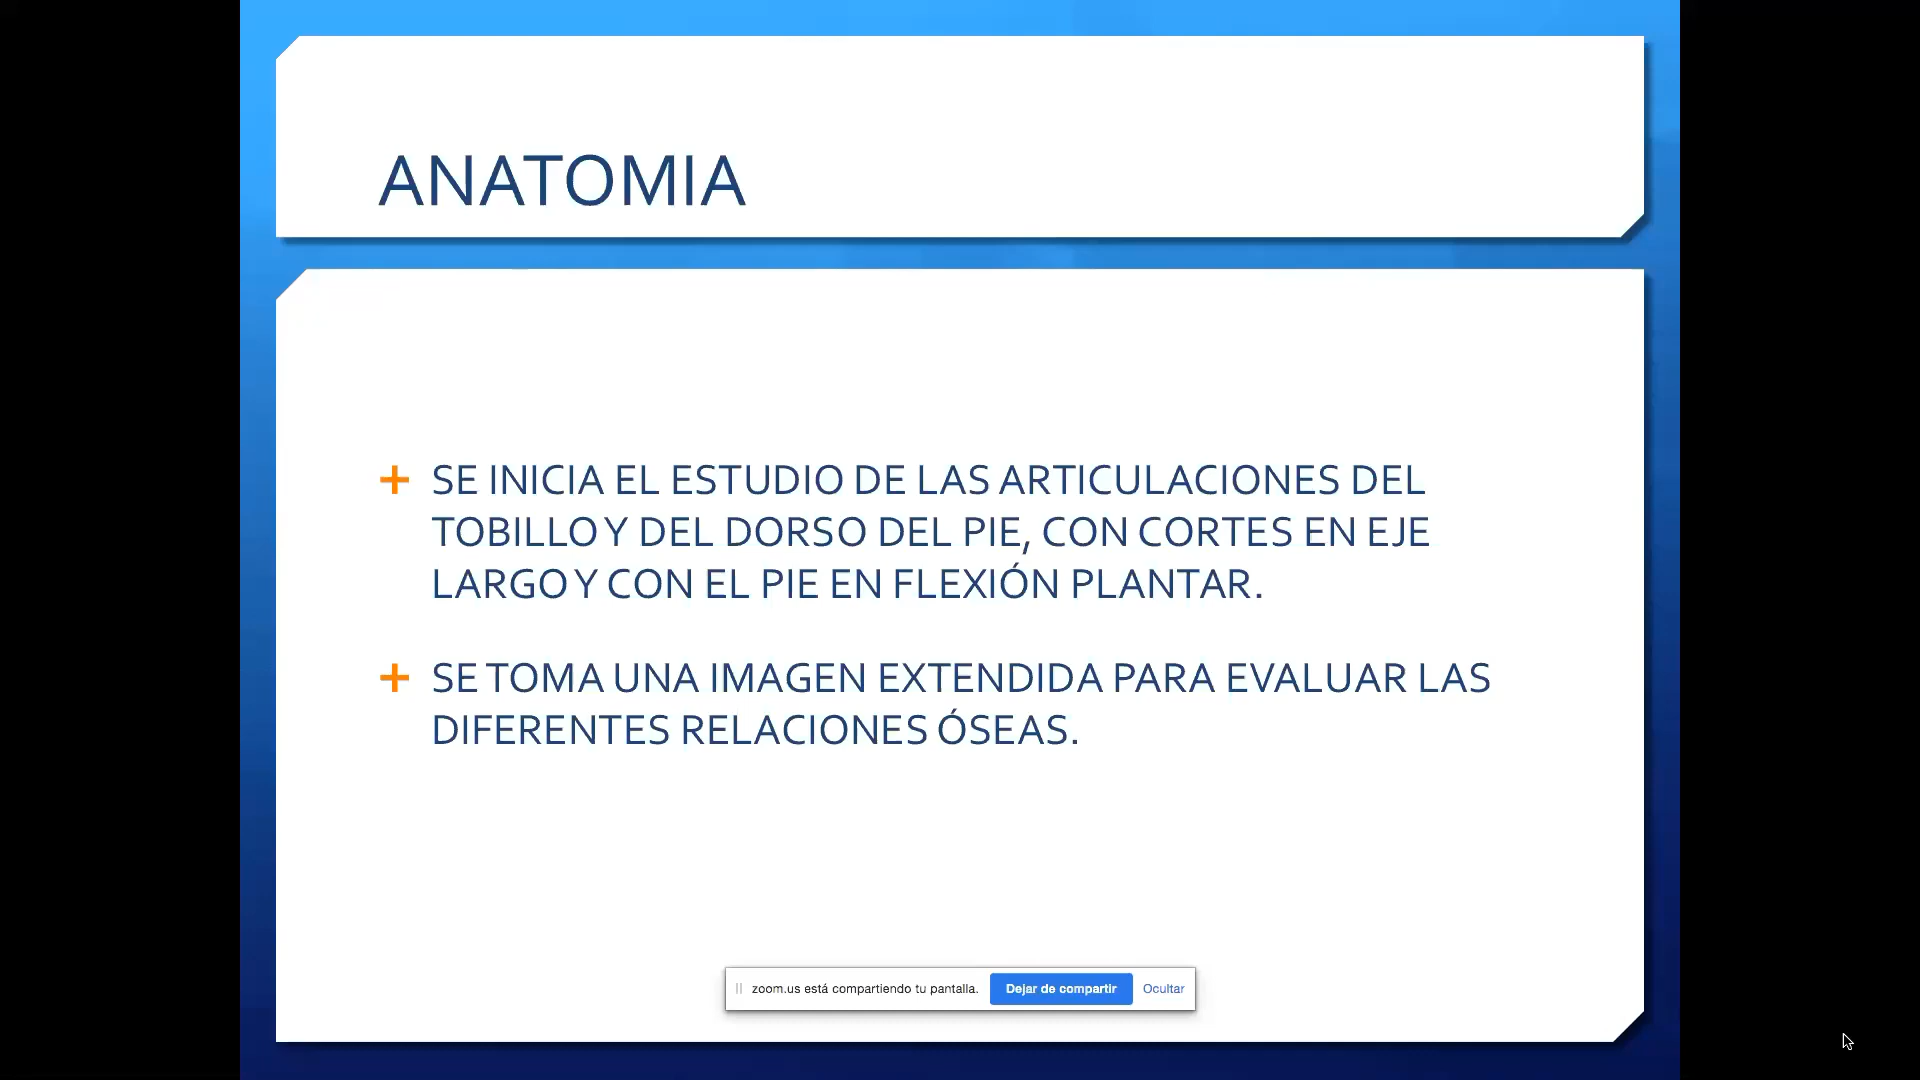 ANATOMIA
SE INICIA EL ESTUDIO DE LAS ARTICULACIONES DEL
TOBILLO Y DEL DORSO DEL PIE, CON CORTES EN EJE
LARGO Y CON EL PIE EN FLEXIÓN PLANTAR.
SE TOMA UNA IMAGEN EXTENDIDA PARA EVALUAR LAS
DIFERENTES RELACIONES ÓSEAS.
zoom.us está compartiendo tu pantalla. Dejar de compartir Ocultar